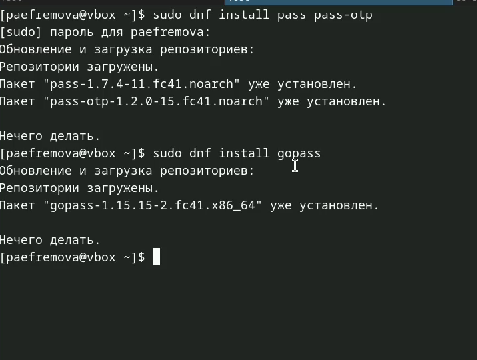 [paefremova@vbox ~]$ sudo dnf install pass pass-otp
[sudo] пароль для paefremova:
Обновление и загрузка репозиториев:
Репозитории загружены.
Пакет "pass-1.7.4-11.fc41.noarch" уже установлен.
Пакет "pass-otp-1.2.0-15.fc41.noarch" уже установлен.
Нечего делать.
[paefremova@vbox ~]$ sudo dnf install gopass
Обновление и загрузка репозиториев:
Репозитории загружены.
Пакет "gopass-1.15.15-2.fc41.x86_64" уже установлен.
Нечего делать.
[paefremova@vbox ~]$